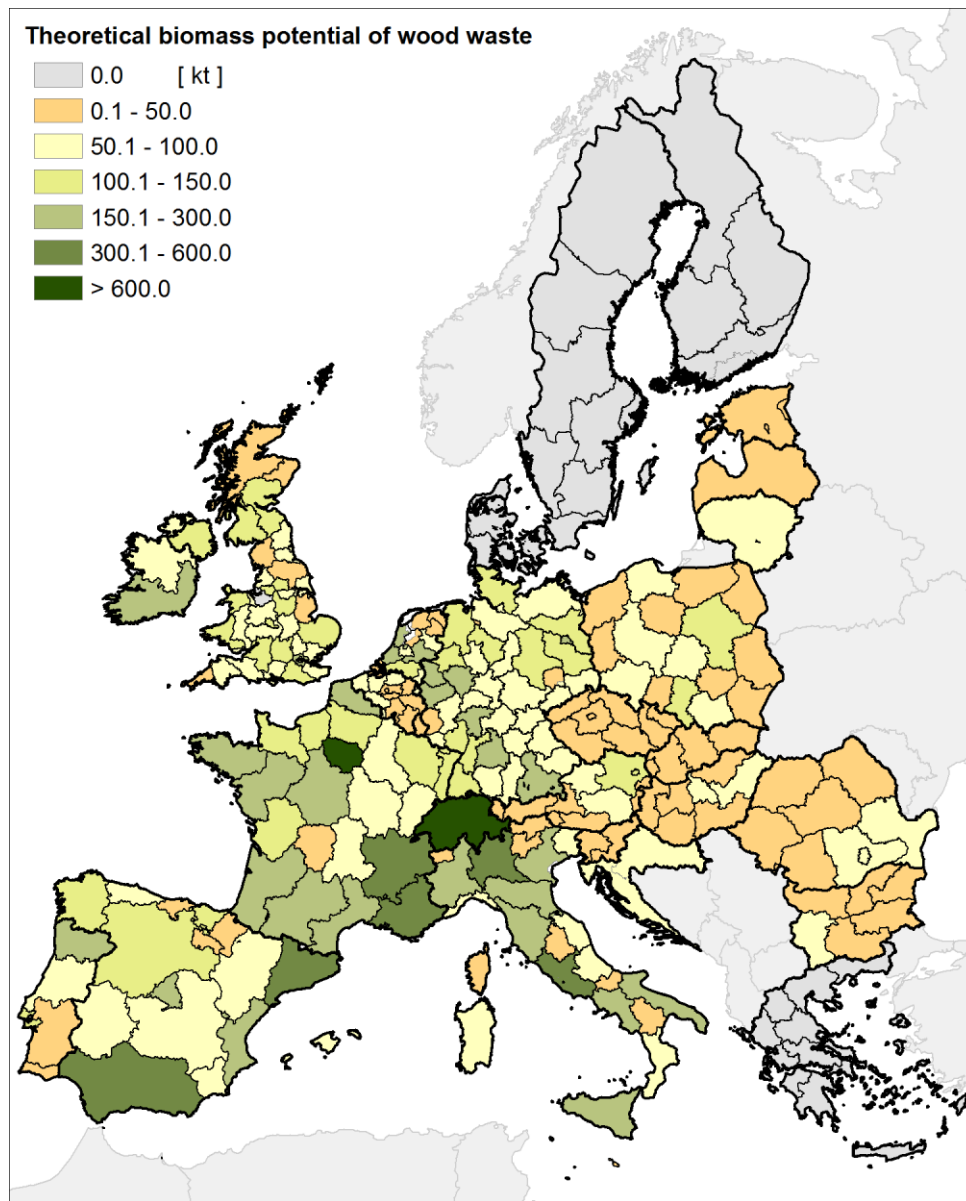 Theoretical biomass potential of wood waste
0.0 [ kt ]
0.1 - 50.0
50.1 - 100.0
100.1 - 150.0
150.1 - 300.0
300.1 - 600.0
> 600.0